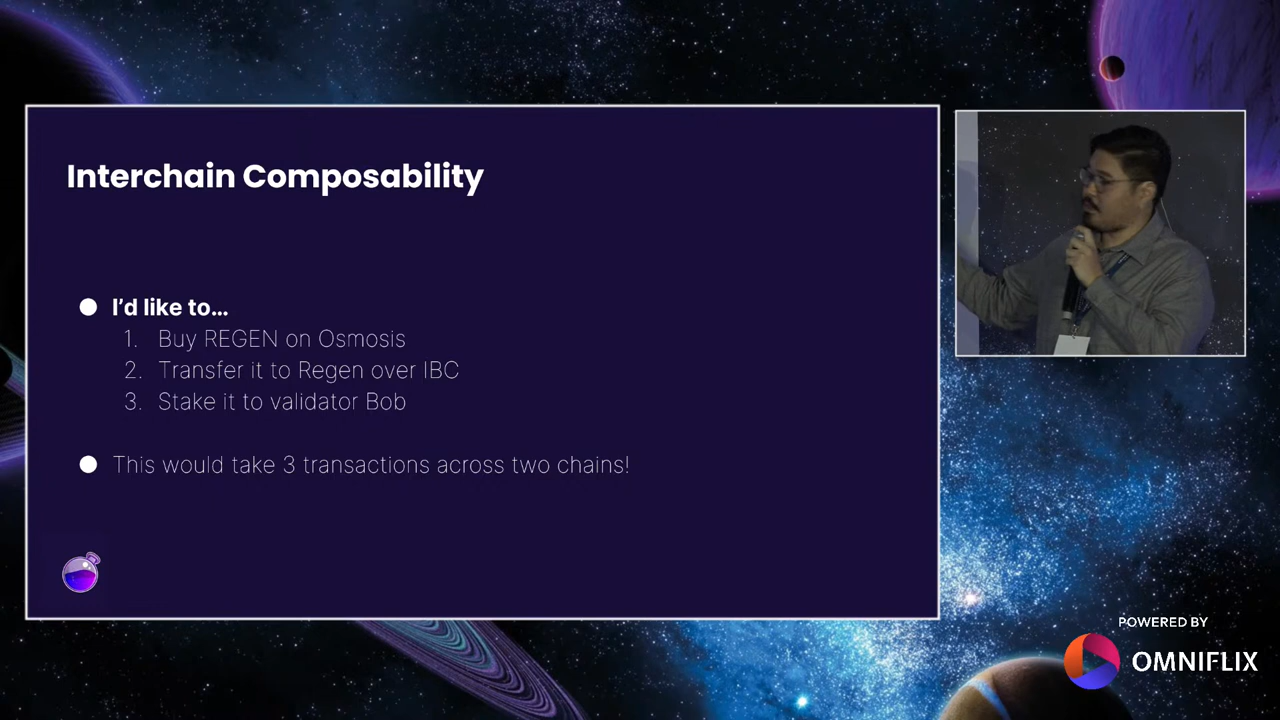 Interchain Composability
● I’d like to...
1. Buy REGEN on Osmosis
2. Transfer it to Regen over IBC
3. Stake it to validator Bob
● This would take 3 transactions across two chains!
POWERED BY
OMNIFLIX